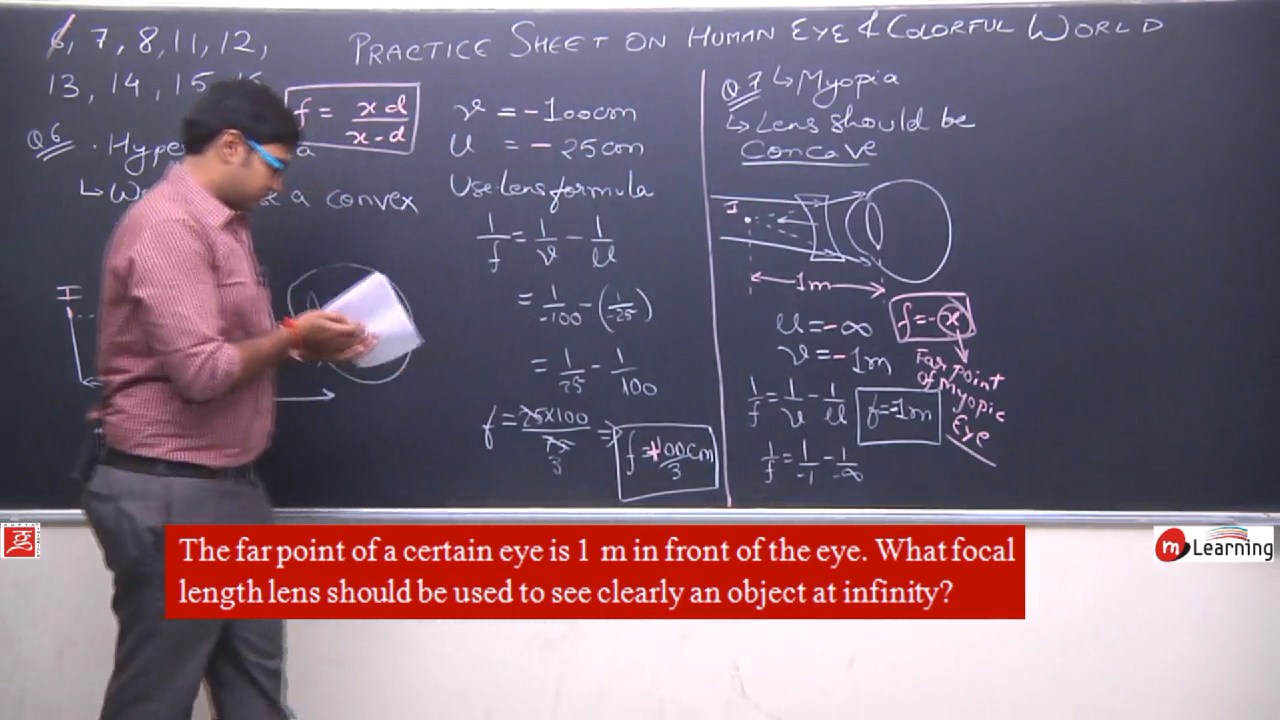 6, 7, 8, 11, 12,
13, 14, 15,
PRACTICE SHEET ON HUMAN EYE & COLORFUL WORLD
Q6
f = xd / x-d
a convex
I
v = -100cm
u = -25cm
Use Lens formula
1/f = 1/v - 1/u
= 1/-100 - (1/-25)
= 1/25 - 1/100
f = 25x100 / 75 ⇒ f = +100cm/3
3
Q7 ↳ Myopia
↳ Lens should be
Concave
I
1m
u = -∞
v = -1m
1/f = 1/v - 1/u
1/f = 1/-1 - 1/-∞
f = -1m
f = -x
Far Point
of Myopic
Eye
The far point of a certain eye is 1 m in front of the eye. What focal
length lens should be used to see clearly an object at infinity?
m Learning